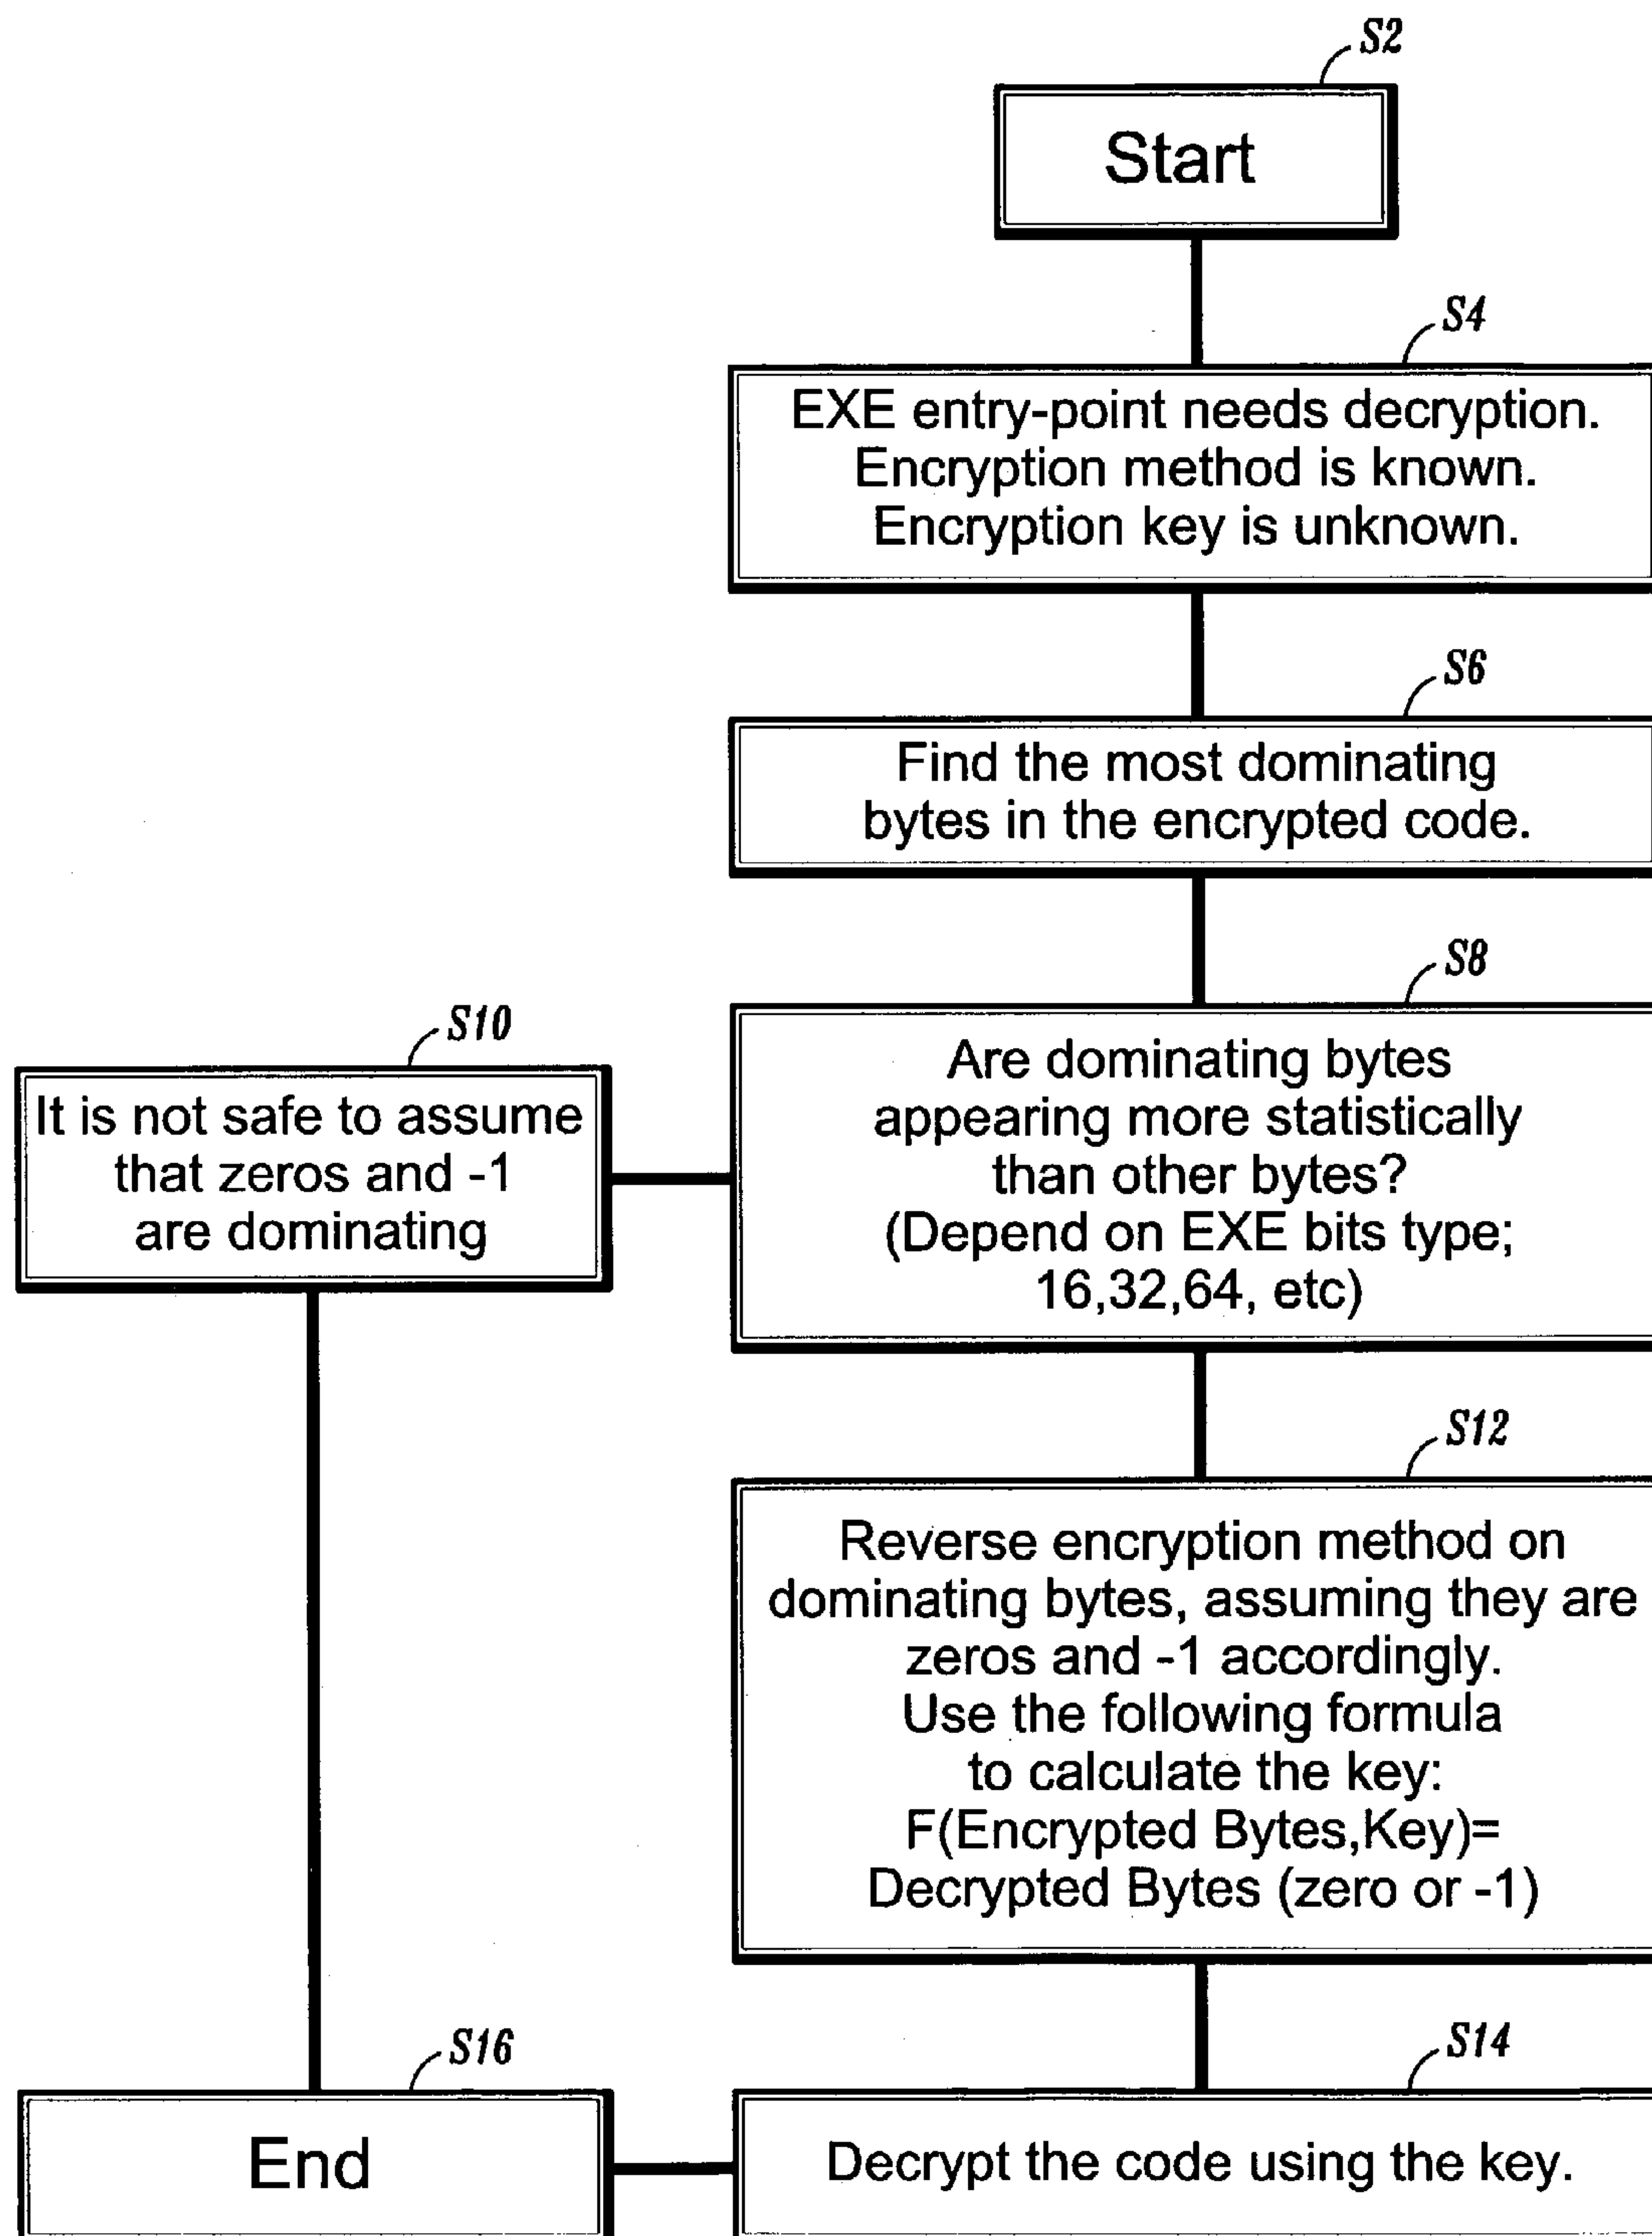 S2
Start
S4
EXE entry-point needs decryption.
Encryption method is known.
Encryption key is unknown.
S6
Find the most dominating
bytes in the encrypted code.
S8
Are dominating bytes
appearing more statistically
than other bytes?
(Depend on EXE bits type;
16,32,64, etc)
S10
It is not safe to assume
that zeros and -1
are dominating
S12
Reverse encryption method on
dominating bytes, assuming they are
zeros and -1 accordingly.
Use the following formula
to calculate the key:
F(Encrypted Bytes,Key)=
Decrypted Bytes (zero or -1)
S14
Decrypt the code using the key.
S16
End